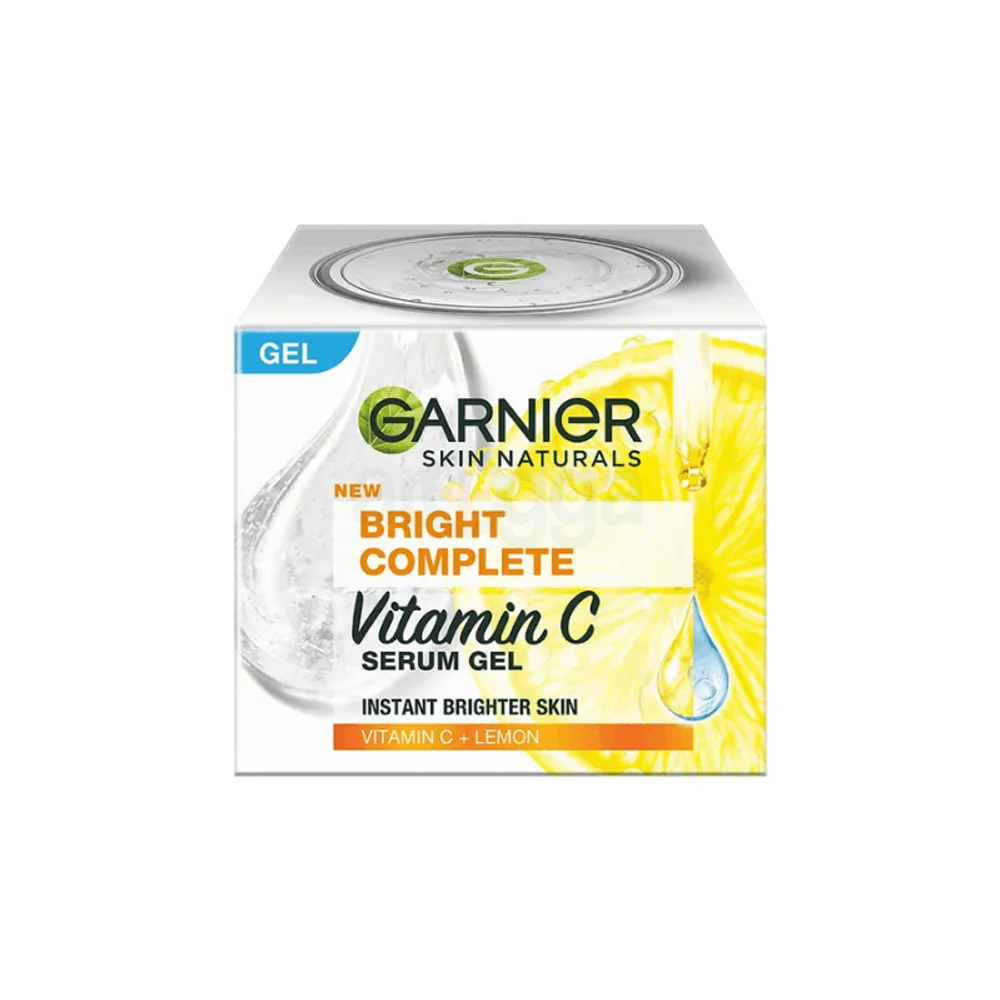 GEL
GARNIER
SKIN NATURALS
NEW
BRIGHT
COMPLETE
Vitamin C
SERUM GEL
INSTANT BRIGHTER SKIN
VITAMIN C + LEMON